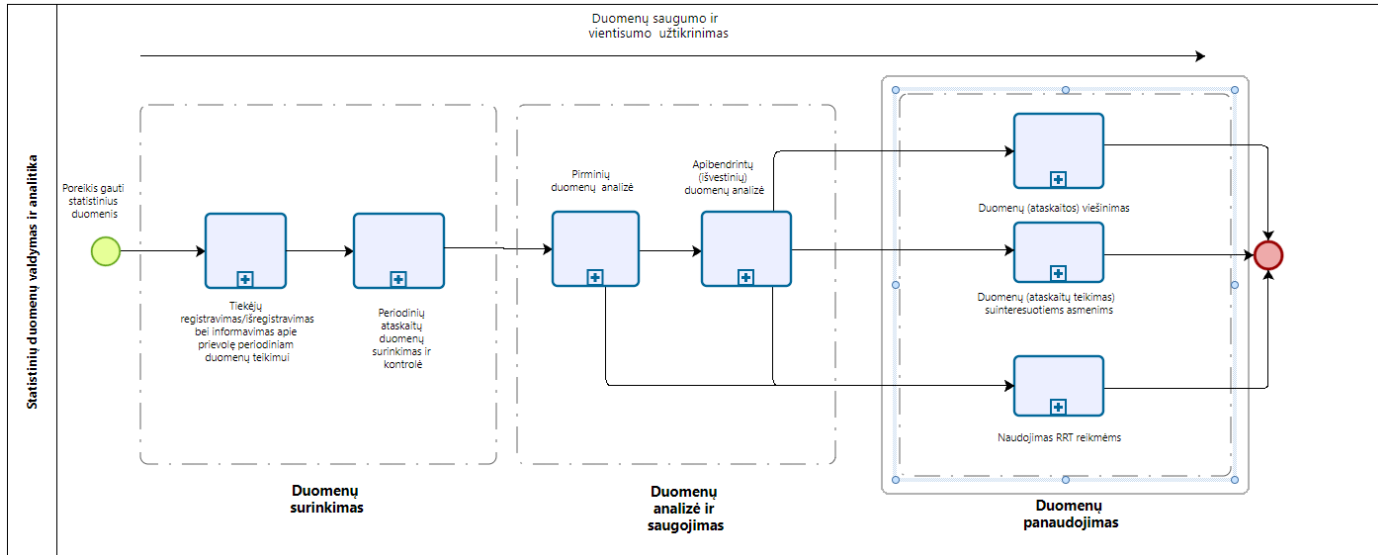 Statistinių duomenų valdymas ir analitika
Duomenų saugumo ir
vientisumo užtikrinimas
Poreikis gauti
statistinius
duomenis
Tiekėjų
registravimas/išregistravimas
bei informavimas apie
prievolę periodiniam
duomenų teikimui
Periodinių
ataskaitų
duomenų
surinkimas ir
kontrolė
Duomenų
surinkimas
Pirminių
duomenų analizė
Apibendrintų
(išvestinių)
duomenų analizė
Duomenų
analizė ir
saugojimas
Duomenų (ataskaitos) viešinimas
Duomenų (ataskaitų teikimas)
suinteresuotiems asmenims
Naudojimas RRT reikmėms
Duomenų
panaudojimas